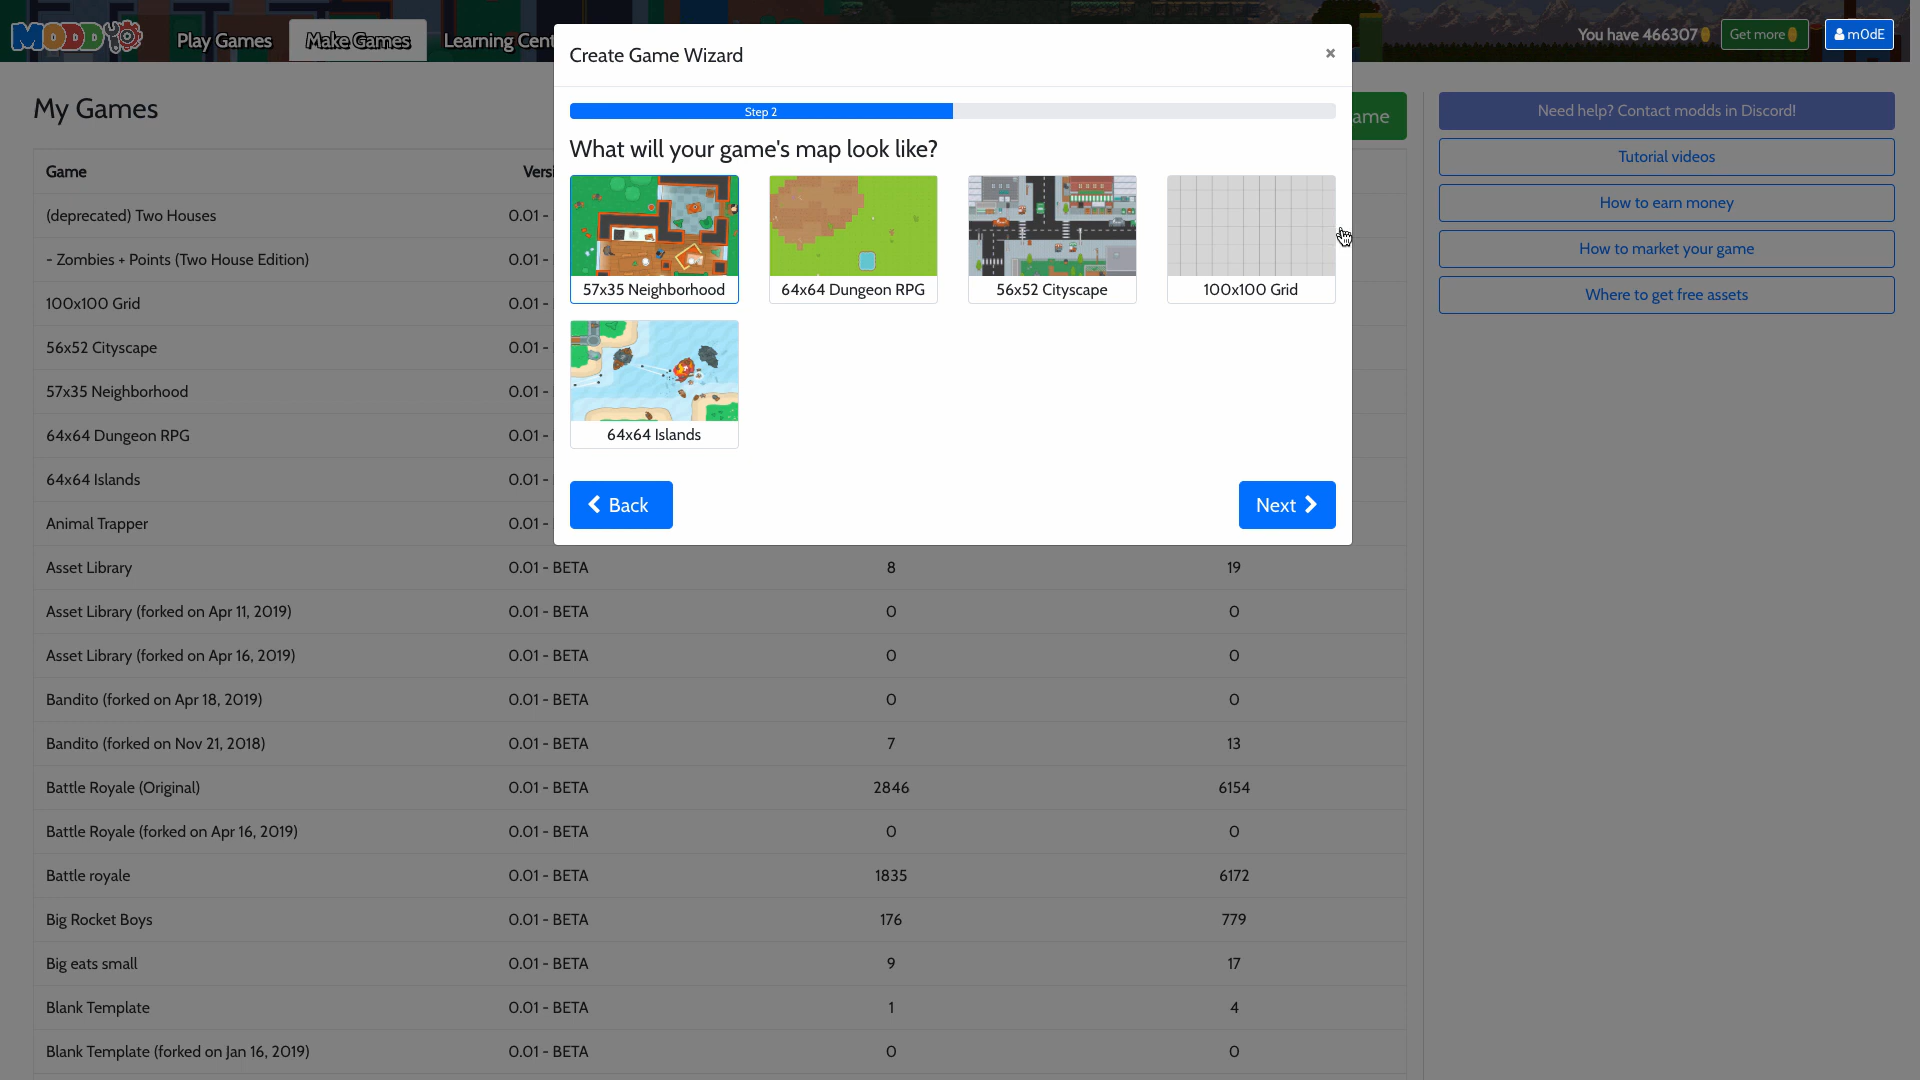 MODD
Play Games
Make Games
Learning Cent
You have 466307
Get more
m0dE
Create Game Wizard
×
Step 2
What will your game's map look like?
57x35 Neighborhood
64x64 Dungeon RPG
56x52 Cityscape
100x100 Grid
64x64 Islands
Back
Next
My Games
ame
Game
Versi
(deprecated) Two Houses
0.01 -
- Zombies + Points (Two House Edition)
0.01 -
100x100 Grid
0.01 -
56x52 Cityscape
0.01 -
57x35 Neighborhood
0.01 -
64x64 Dungeon RPG
0.01 -
64x64 Islands
0.01 -
Animal Trapper
0.01 -
Asset Library 0.01 - BETA 8 19
Asset Library (forked on Apr 11, 2019) 0.01 - BETA 0 0
Asset Library (forked on Apr 16, 2019) 0.01 - BETA 0 0
Bandito (forked on Apr 18, 2019) 0.01 - BETA 0 0
Bandito (forked on Nov 21, 2018) 0.01 - BETA 7 13
Battle Royale (Original) 0.01 - BETA 2846 6154
Battle Royale (forked on Apr 16, 2019) 0.01 - BETA 0 0
Battle royale 0.01 - BETA 1835 6172
Big Rocket Boys 0.01 - BETA 176 779
Big eats small 0.01 - BETA 9 17
Blank Template 0.01 - BETA 1 4
Blank Template (forked on Jan 16, 2019) 0.01 - BETA 0 0
Need help? Contact modds in Discord!
Tutorial videos
How to earn money
How to market your game
Where to get free assets